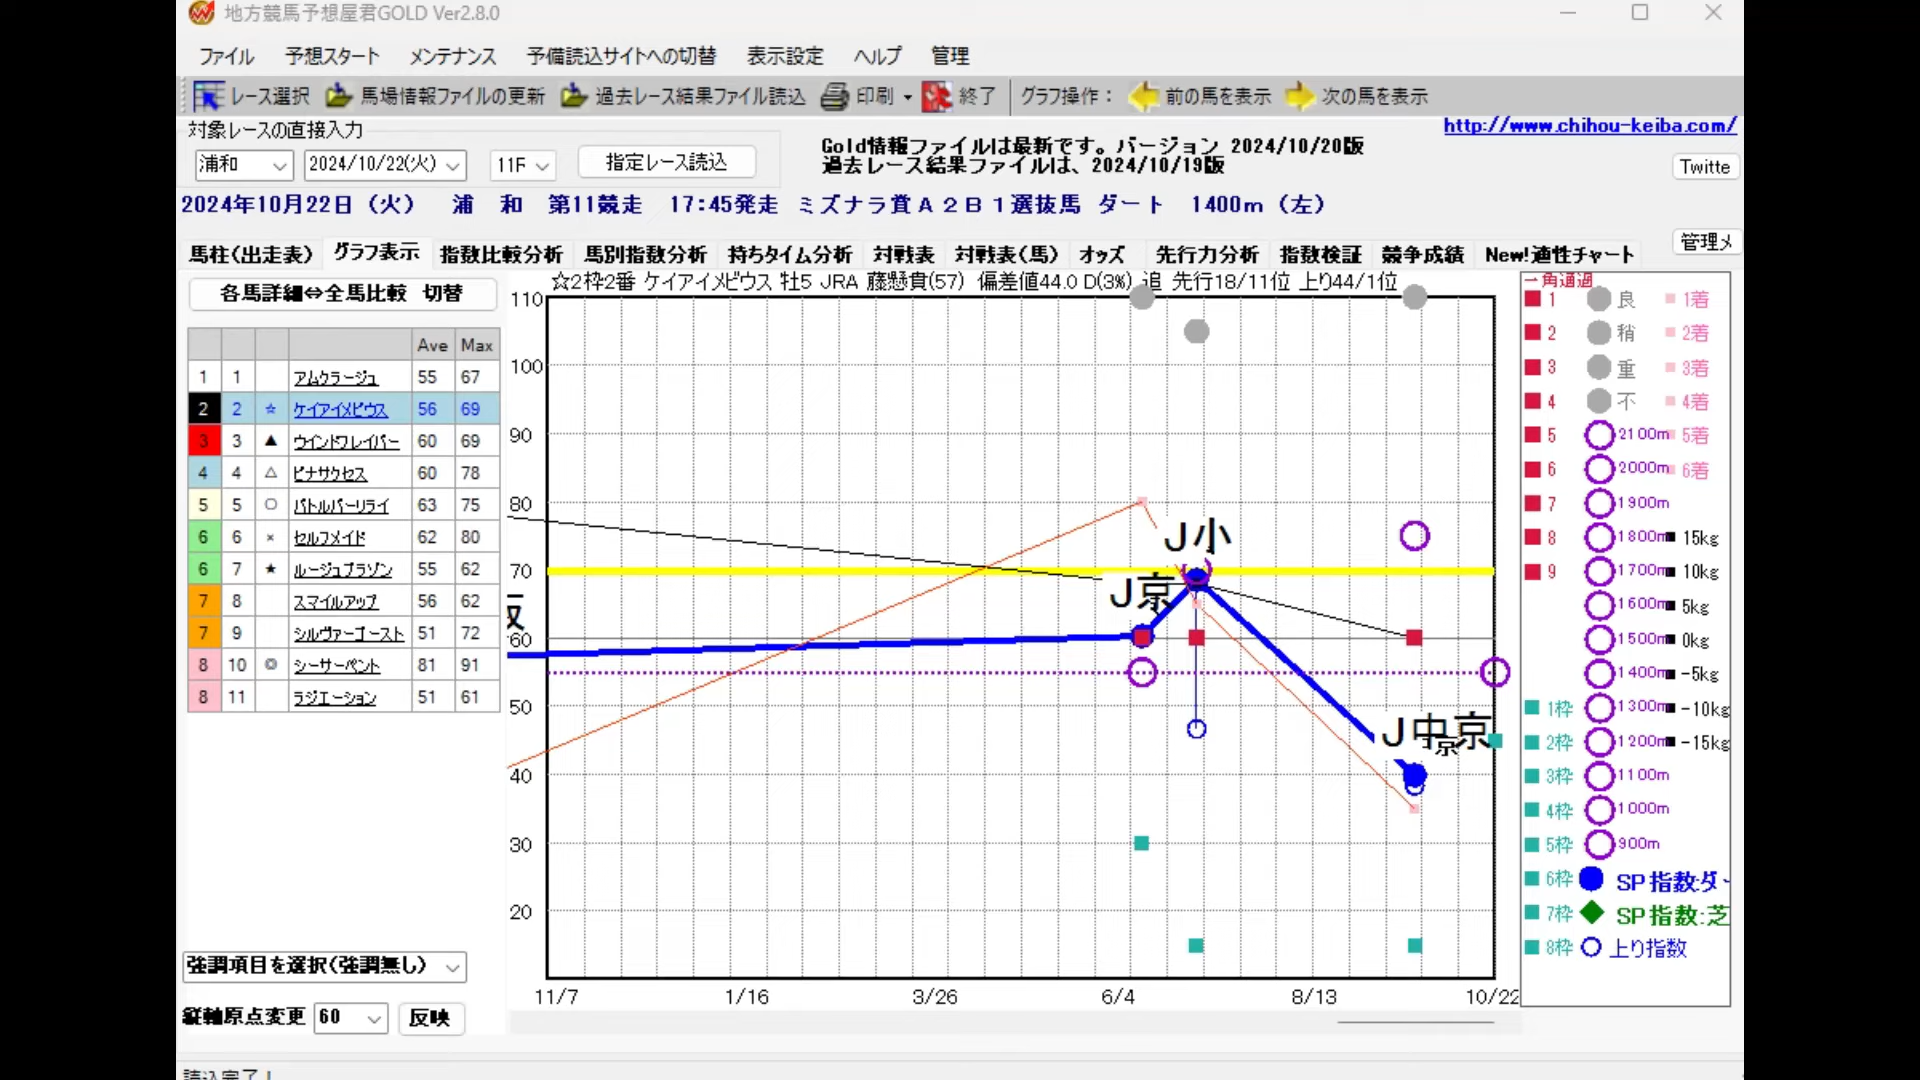 地方競馬予想屋君GOLD Ver2.8.0
ファイル 予想スタート メンテナンス 予備読込サイトへの切替 表示設定 ヘルプ 管理
レース選択 馬場情報ファイルの更新 過去レース結果ファイル読込 印刷 終了 グラフ操作： 前の馬を表示 次の馬を表示
対象レースの直接入力
http://www.chihou-keiba.com/
浦和 2024/10/22(火) 11R 指定レース読込
Gold情報ファイルは最新です。バージョン 2024/10/20版
過去レース結果ファイルは、2024/10/19版
Twitte
2024年10月22日（火） 浦 和 第11競走 17:45発走 ミズナラ賞Ａ２Ｂ１選抜馬 ダート 1400m（左）
管理メ
馬柱(出走表) グラフ表示 指数比較分析 馬別指数分析 持ちタイム分析 対戦表 対戦表(馬) オッズ 先行力分析 指数検証 競争成績 New!適性チャート
各馬詳細⇔全馬比較 切替
☆2枠2番 ケイアイメビウス 牡5 JRA 藤懸貴(57) 偏差値44.0 D(3%) 追 先行18/11位 上り44/1位
Ave Max
1 1 アムクラージュ 55 67
2 2 ☆ ケイアイメビウス 56 69
3 3 ▲ ウインドブレイバー 60 69
4 4 △ ビナサクセス 60 78
5 5 ○ バトルバーリライ 63 75
6 6 × セルフメイド 62 80
6 7 ★ ルージュブラゾン 55 62
7 8 スマイルアップ 56 62
7 9 シルヴァーゴースト 51 72
8 10 ◎ シーサーペント 81 91
8 11 ラジエーション 51 61
110
100
90
80
70
60
50
40
30
20
J小
J京
J中京
11/7 1/16 3/26 6/4 8/13 10/22
一角通過
1 良 1着
2 稍 2着
3 重 3着
4 不 4着
5 2100m 5着
6 2000m 6着
7 1900m
8 1800m 15kg
9 1700m 10kg
1600m 5kg
1500m 0kg
1400m -5kg
1枠 1300m -10kg
2枠 1200m -15kg
3枠 1100m
4枠 1000m
5枠 900m
6枠 SP指数:ダ
7枠 SP指数:芝
8枠 上り指数
強調項目を選択(強調無し)
縦軸原点変更 60 反映
読込完了！